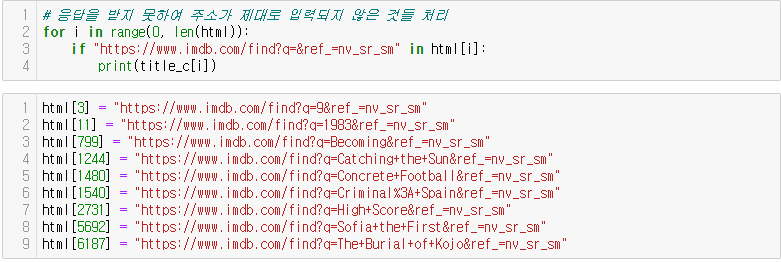 1 # 응답을 받지 못하여 주소가 제대로 입력되지 않은 것들 처리
2 for i in range(0, len(html)):
3 if "https://www.imdb.com/find?q=&ref_=nv_sr_sm" in html[i]:
4 print(title_c[i])
1 html[3] = "https://www.imdb.com/find?q=9&ref_=nv_sr_sm"
2 html[11] = "https://www.imdb.com/find?q=1983&ref_=nv_sr_sm"
3 html[799] = "https://www.imdb.com/find?q=Becoming&ref_=nv_sr_sm"
4 html[1244] = "https://www.imdb.com/find?q=Catching+the+Sun&ref_=nv_sr_sm"
5 html[1480] = "https://www.imdb.com/find?q=Concrete+Football&ref_=nv_sr_sm"
6 html[1540] = "https://www.imdb.com/find?q=Criminal%3A+Spain&ref_=nv_sr_sm"
7 html[2731] = "https://www.imdb.com/find?q=High+Score&ref_=nv_sr_sm"
8 html[5692] = "https://www.imdb.com/find?q=Sofia+the+First&ref_=nv_sr_sm"
9 html[6187] = "https://www.imdb.com/find?q=The+Burial+of+Kojo&ref_=nv_sr_sm"